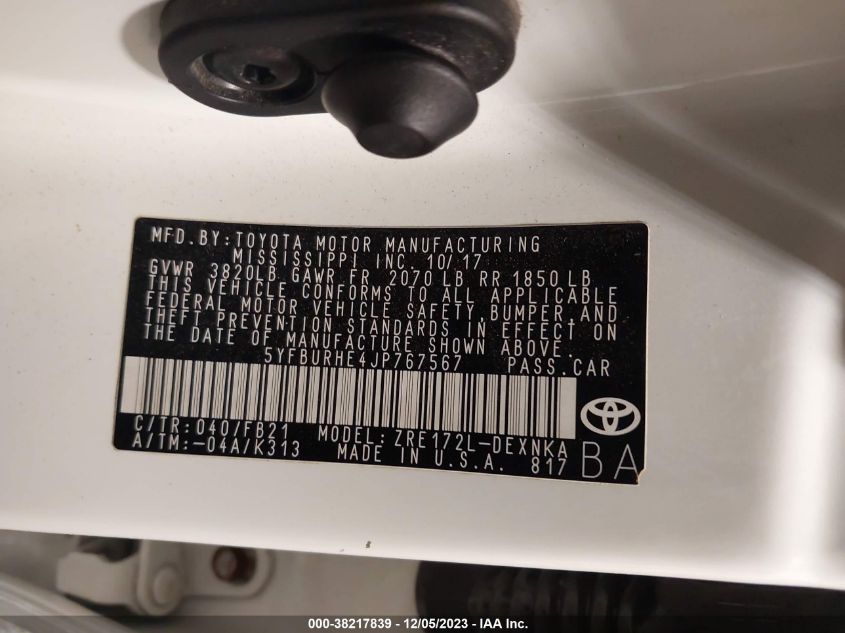 MFD.BY:TOYOTA MOTOR MANUFACTURING
MISSISSIPPI INC. 10/17
GVWR 3820LB GAWR FR 2070 LB RR 1850 LB
THIS VEHICLE CONFORMS TO ALL APPLICABLE
FEDERAL MOTOR VEHICLE SAFETY, BUMPER, AND
THEFT PREVENTION STANDARDS IN EFFECT ON
THE DATE OF MANUFACTURE SHOWN ABOVE.
5YFBURHE4JP767567 PASS.CAR
C/TR:040/FB21 MODEL: ZRE172L-DEXNKA
A/TM:-04A/K313 MADE IN U.S.A. 817
BA
000-38217839 - 12/05/2023 - IAA Inc.